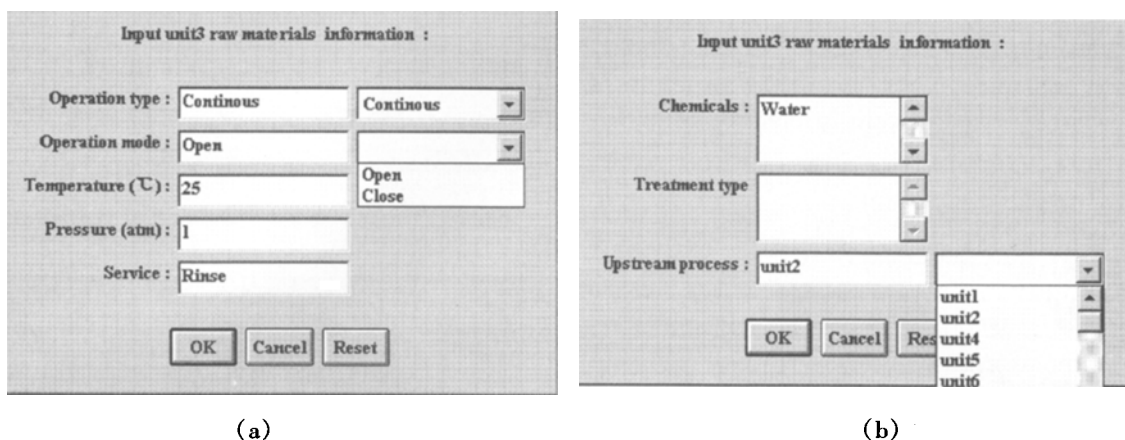 Input unit3 raw materials information :
Operation type : Continous Continous
Operation mode : Open
Open
Close
Temperature (℃) : 25
Pressure (atm) : 1
Service : Rinse
OK Cancel Reset
(a)
Input unit3 raw materials information :
Chemicals : Water
Treatment type
Upstream process : unit2
unit1
unit2
unit4
unit5
unit6
OK Cancel Res
(b)